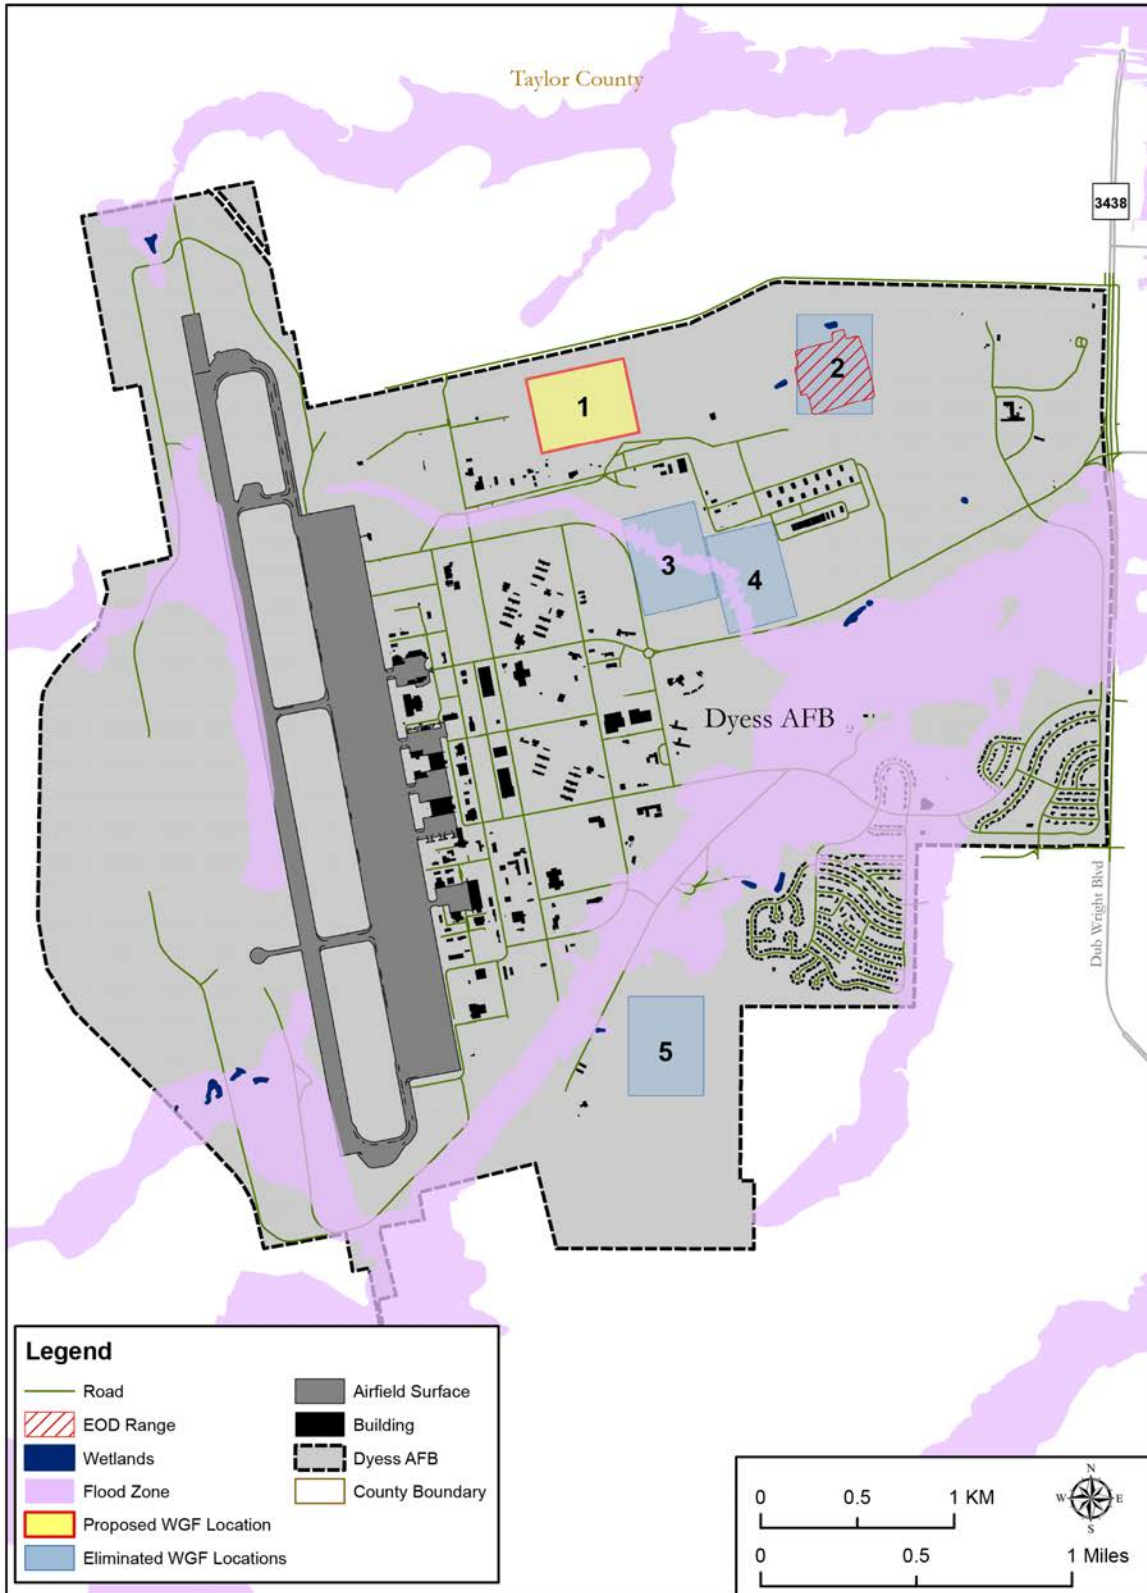 Taylor County
3438
1
2
3
4
Dyess AFB
Dub Wright Blvd
5
Legend
Road
EOD Range
Wetlands
Flood Zone
Proposed WGF Location
Eliminated WGF Locations
Airfield Surface
Building
Dyess AFB
County Boundary
0 0.5 1 KM
N
W E
S
0 0.5 1 Miles